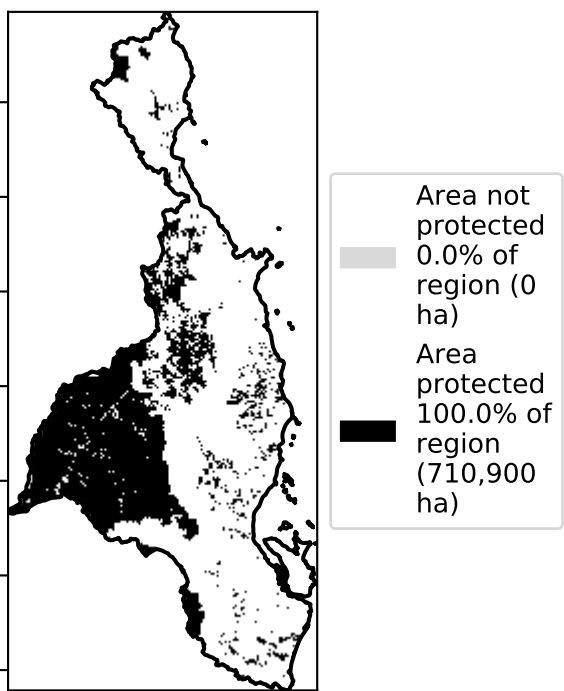 Area not
protected
0.0% of
region (0
ha)
Area
protected
100.0% of
region
(710,900
ha)